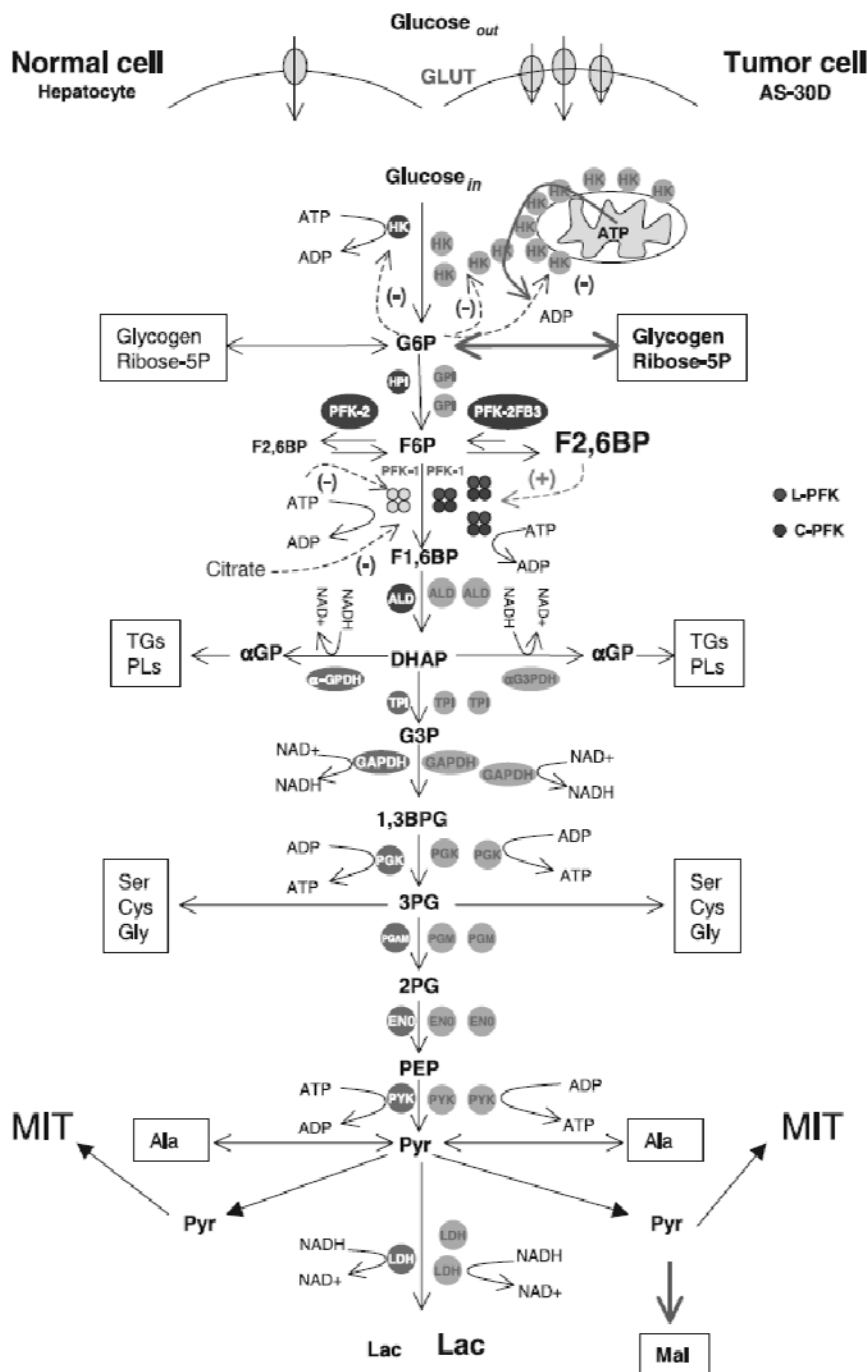 Glucose out
Normal cell
Hepatocyte
GLUT
Tumor cell
AS-30D
Glucose in
HK HK HK HK
HK
HK
HK
ATP
ATP
HK
HK
HK
HK
HK
HK
HK
HK
ADP
(-)
(-)
(-)
ADP
Glycogen
Ribose-5P
G6P
Glycogen
Ribose-5P
HPI
GPI
GPI
PFK-2
PFK-2FB3
F2,6BP
F6P
F2,6BP
PFK-1
PFK-1
(-)
(+)
L-PFK
ATP
ATP
C-PFK
ADP
F1,6BP
ADP
Citrate
(-)
ALD
ALD
ALD
NAD+
NADH
NADH
NAD+
TGs
PLs
αGP
DHAP
αGP
TGs
PLs
α-GPDH
αG3PDH
TPI
TPI
TPI
G3P
NAD+
GAPDH
GAPDH
GAPDH
NAD+
NADH
NADH
1,3BPG
ADP
PGK
PGK
PGK
ADP
ATP
ATP
Ser
Cys
Gly
3PG
Ser
Cys
Gly
PGAM
PGM
PGM
2PG
ENO
ENO
ENO
PEP
ATP
PYK
PYK
PYK
ADP
ADP
ATP
MIT
Ala
Pyr
Ala
MIT
Pyr
Pyr
NADH
LDH
LDH
LDH
NADH
NAD+
NAD+
Lac
Lac
Mal